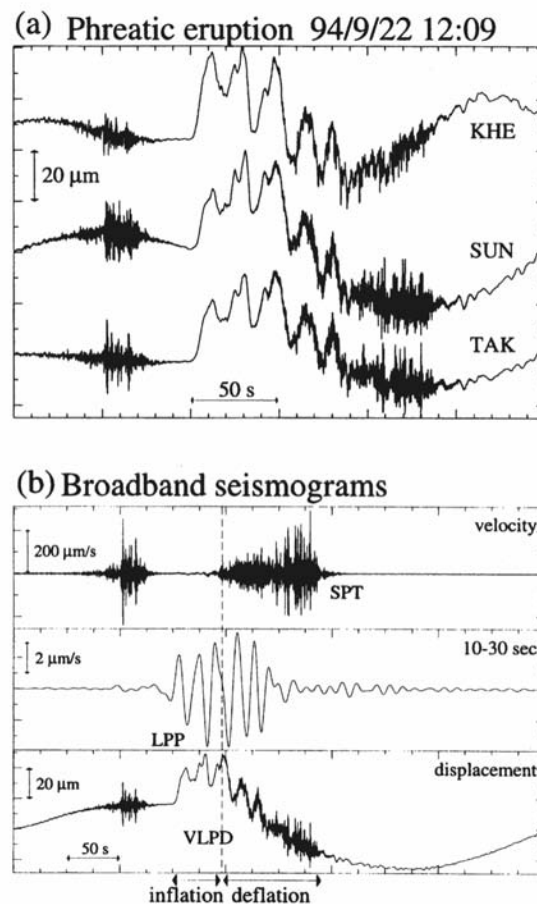 (a) Phreatic eruption 94/9/22 12:09
KHE
20 μm
SUN
TAK
50 s
(b) Broadband seismograms
velocity
200 μm/s
SPT
10-30 sec
2 μm/s
LPP
displacement
20 μm
VLPD
50 s
inflation deflation